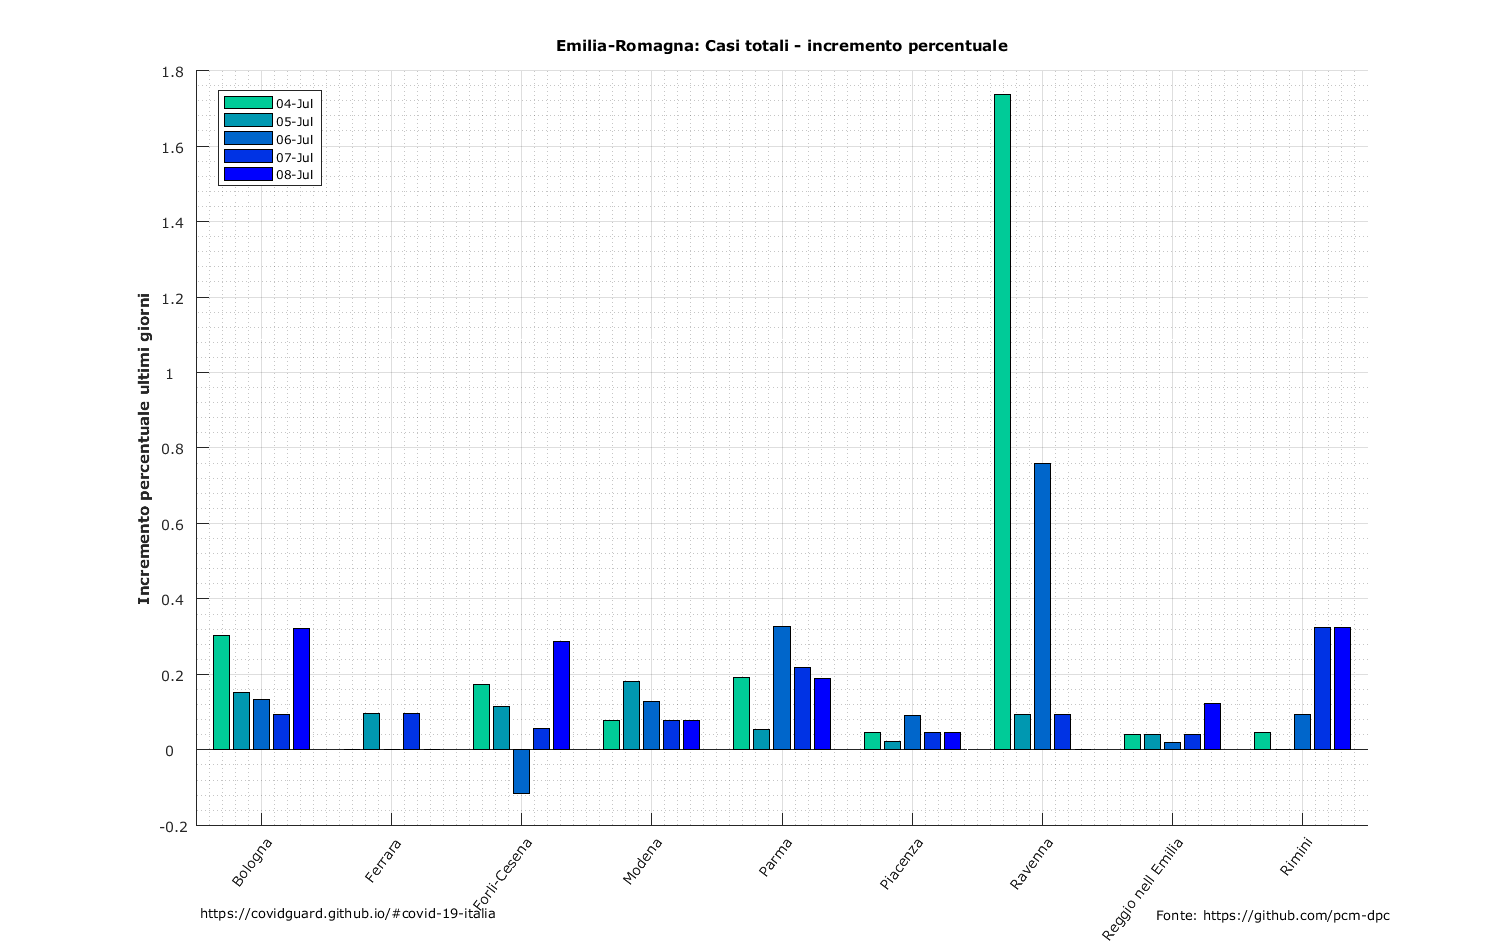 Emilia-Romagna: Casi totali - incremento percentuale
Incremento percentuale ultimi giorni
1.8
1.6
1.4
1.2
1
0.8
0.6
0.4
0.2
0
-0.2
04-Jul
05-Jul
06-Jul
07-Jul
08-Jul
Bologna
Ferrara
Forlì-Cesena
Modena
Parma
Piacenza
Ravenna
Reggio nell Emilia
Rimini
https://covidguard.github.io/#covid-19-italia
Fonte: https://github.com/pcm-dpc